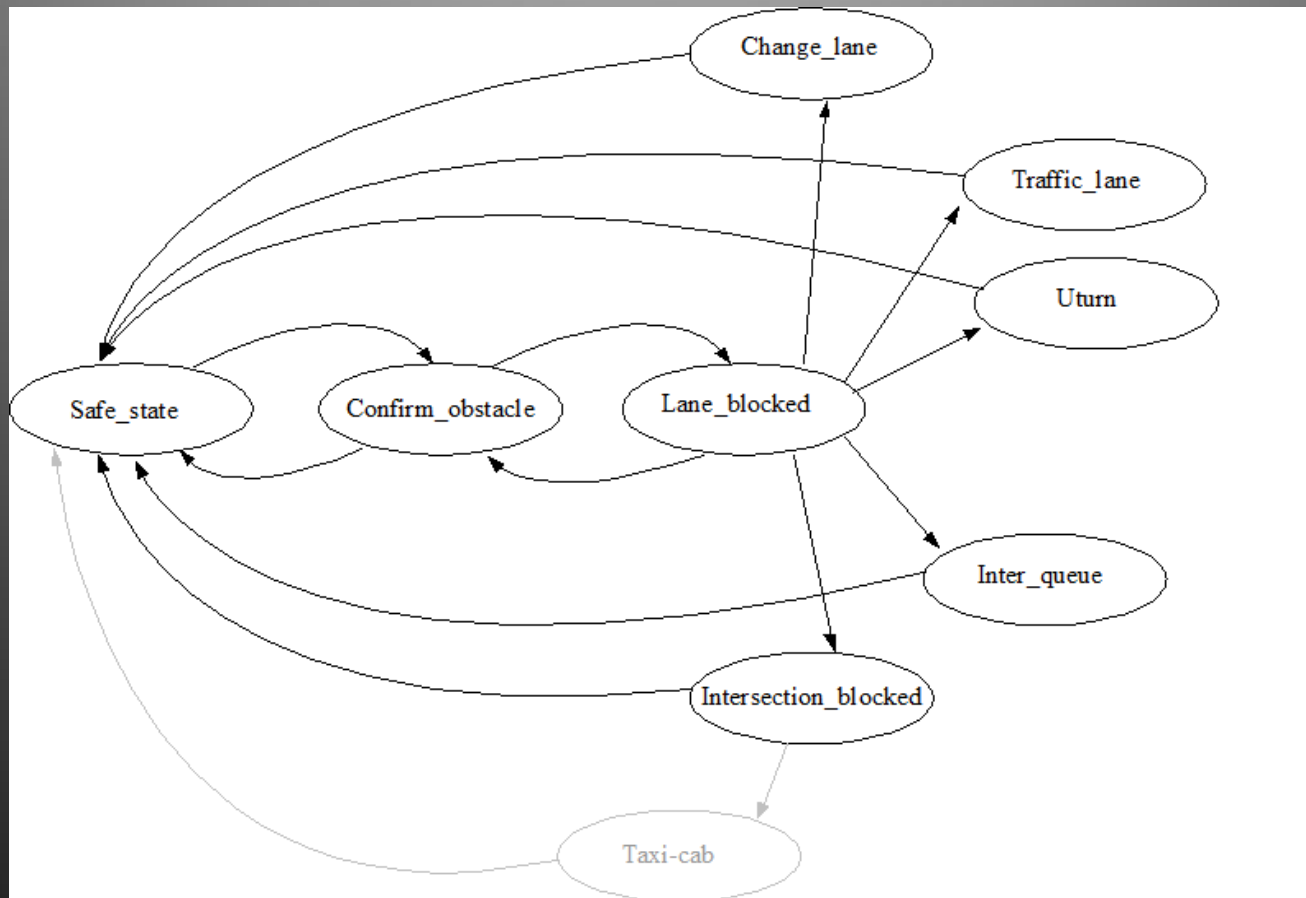 Change_lane
Traffic_lane
Uturn
Safe_state
Confirm_obstacle
Lane_blocked
Inter_queue
Intersection_blocked
Taxi-cab